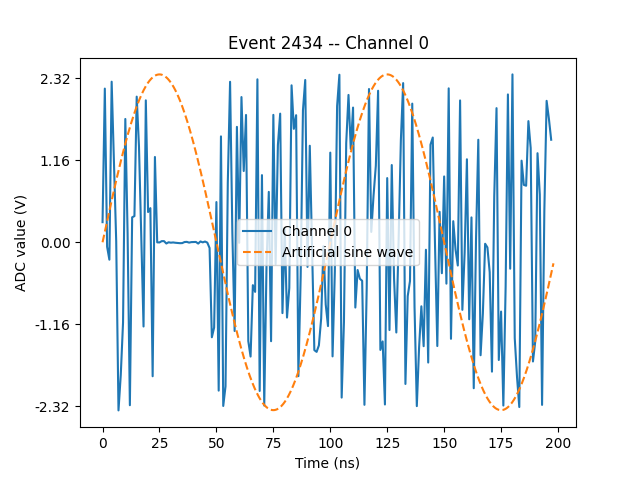 Event 2434 -- Channel 0
ADC value (V)
2.32
1.16
0.00
-1.16
-2.32
Channel 0
Artificial sine wave
0 25 50 75 100 125 150 175 200
Time (ns)